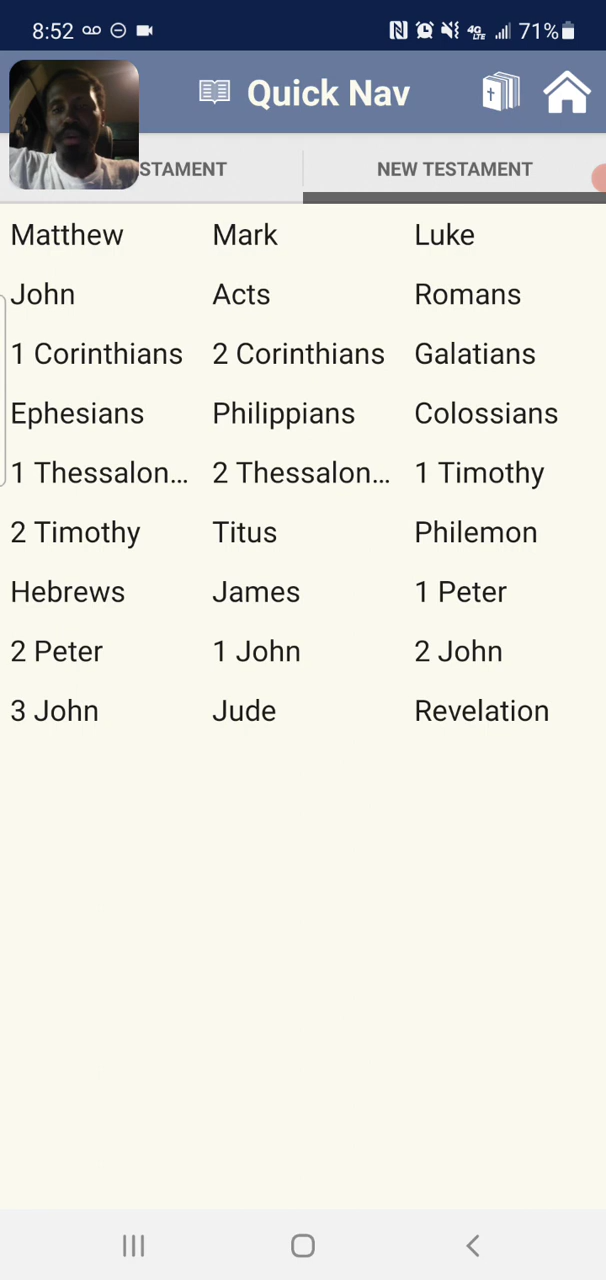 8:52 4G LTE 71%
Quick Nav
STAMENT NEW TESTAMENT
Matthew Mark Luke
John Acts Romans
1 Corinthians 2 Corinthians Galatians
Ephesians Philippians Colossians
1 Thessalon... 2 Thessalon... 1 Timothy
2 Timothy Titus Philemon
Hebrews James 1 Peter
2 Peter 1 John 2 John
3 John Jude Revelation